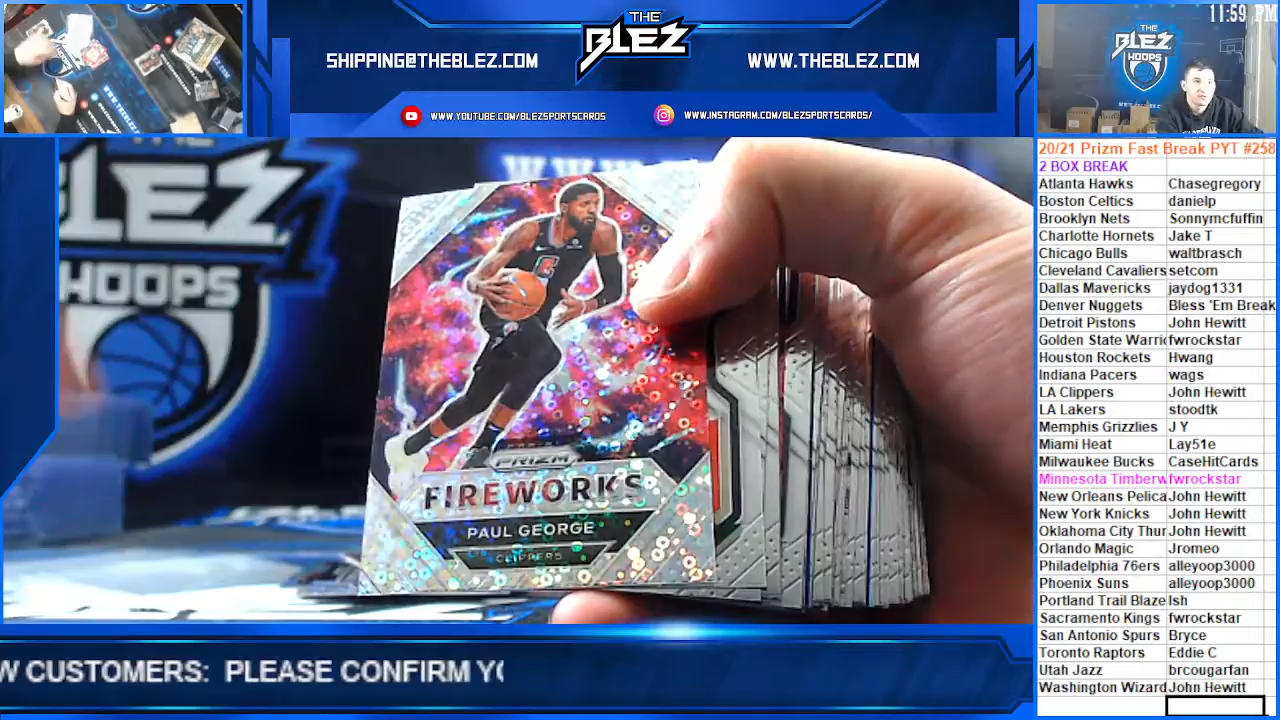 THE
BLEZ
SHIPPING@THEBLEZ.COM
WWW.THEBLEZ.COM
WWW.YOUTUBE.COM/BLEZSPORTSCARDS
WWW.INSTAGRAM.COM/BLEZSPORTSCARDS/
11:59 PM
THE
BLEZ
HOOPS
20/21 Prizm Fast Break PYT #258
2 BOX BREAK
Atlanta Hawks Chasegregory
Boston Celtics danielp
Brooklyn Nets Sonnymcfuffin
Charlotte Hornets Jake T
Chicago Bulls waltbrasch
Cleveland Cavaliers setcom
Dallas Mavericks jaydog1331
Denver Nuggets Bless 'Em Break
Detroit Pistons John Hewitt
Golden State Warric fwrockstar
Houston Rockets Hwang
Indiana Pacers wags
LA Clippers John Hewitt
LA Lakers stoodtk
Memphis Grizzlies J Y
Miami Heat Lay51e
Milwaukee Bucks CaseHitCards
Minnesota Timberw fwrockstar
New Orleans Pelica John Hewitt
New York Knicks John Hewitt
Oklahoma City Thur John Hewitt
Orlando Magic Jromeo
Philadelphia 76ers alleyoop3000
Phoenix Suns alleyoop3000
Portland Trail Blaze Ish
Sacramento Kings fwrockstar
San Antonio Spurs Bryce
Toronto Raptors Eddie C
Utah Jazz brcougarfan
Washington Wizard John Hewitt
BLEZ
HOOPS
PRIZM
FIREWORKS
PAUL GEORGE
CLIPPERS
W CUSTOMERS: PLEASE CONFIRM YO